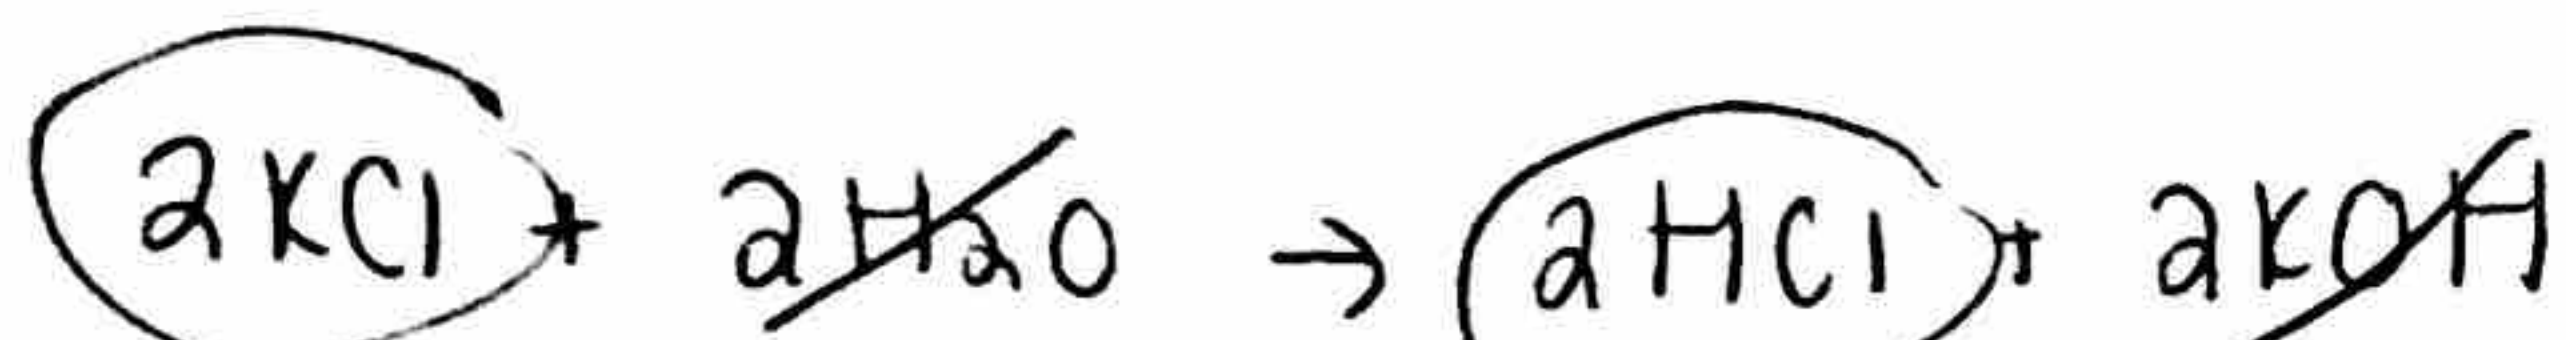 2KCl + 2H₂O → 2HCl + 2KOH